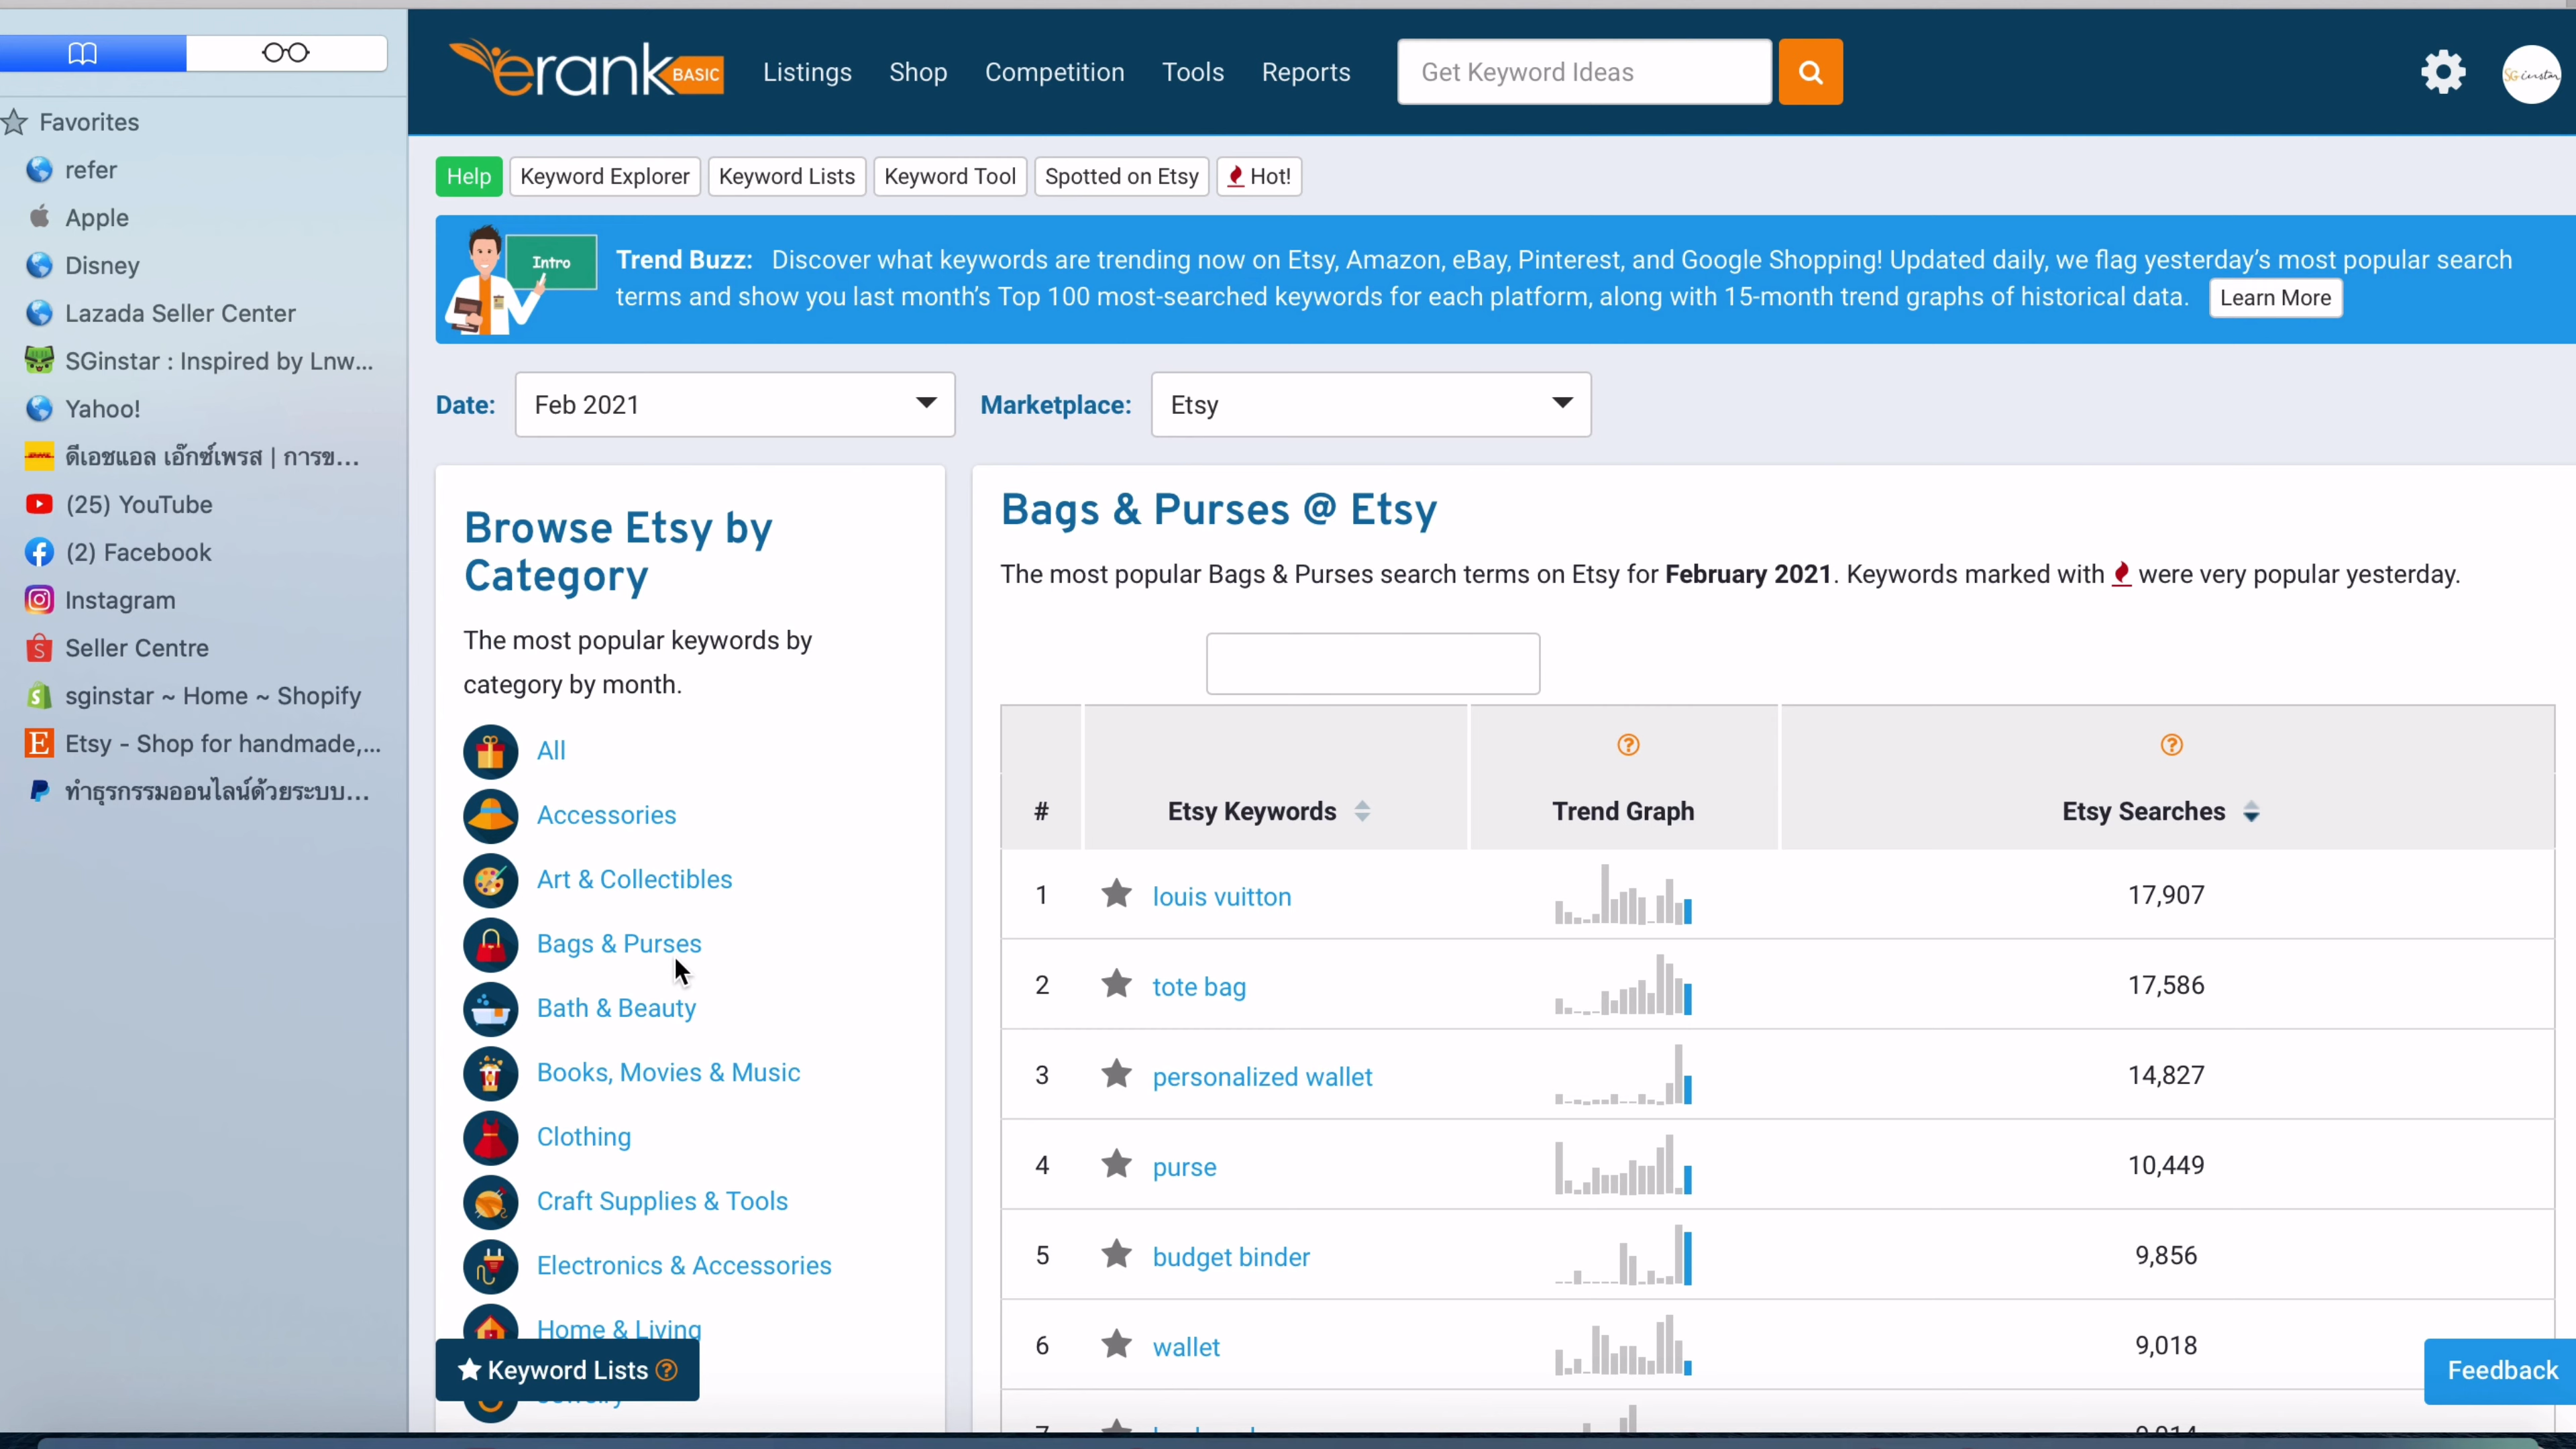 erank BASIC
Listings Shop Competition Tools Reports
Get Keyword Ideas
SG instar
Favorites
refer
Apple
Disney
Lazada Seller Center
SGinstar : Inspired by Lnw...
Yahoo!
ดีเอชแอล เอ๊กซ์เพรส | การข...
(25) YouTube
(2) Facebook
Instagram
Seller Centre
sginstar ~ Home ~ Shopify
Etsy - Shop for handmade,...
ทำธุรกรรมออนไลน์ด้วยระบบ...
Help Keyword Explorer Keyword Lists Keyword Tool Spotted on Etsy Hot!
Intro
Trend Buzz: Discover what keywords are trending now on Etsy, Amazon, eBay, Pinterest, and Google Shopping! Updated daily, we flag yesterday's most popular search
terms and show you last month's Top 100 most-searched keywords for each platform, along with 15-month trend graphs of historical data. Learn More
Date: Feb 2021 Marketplace: Etsy
Browse Etsy by
Category
The most popular keywords by
category by month.
All
Accessories
Art & Collectibles
Bags & Purses
Bath & Beauty
Books, Movies & Music
Clothing
Craft Supplies & Tools
Electronics & Accessories
Home & Living
Keyword Lists ?
Bags & Purses @ Etsy
The most popular Bags & Purses search terms on Etsy for February 2021. Keywords marked with were very popular yesterday.
? ?
# Etsy Keywords Trend Graph Etsy Searches
1 louis vuitton 17,907
2 tote bag 17,586
3 personalized wallet 14,827
4 purse 10,449
5 budget binder 9,856
6 wallet 9,018
Feedback